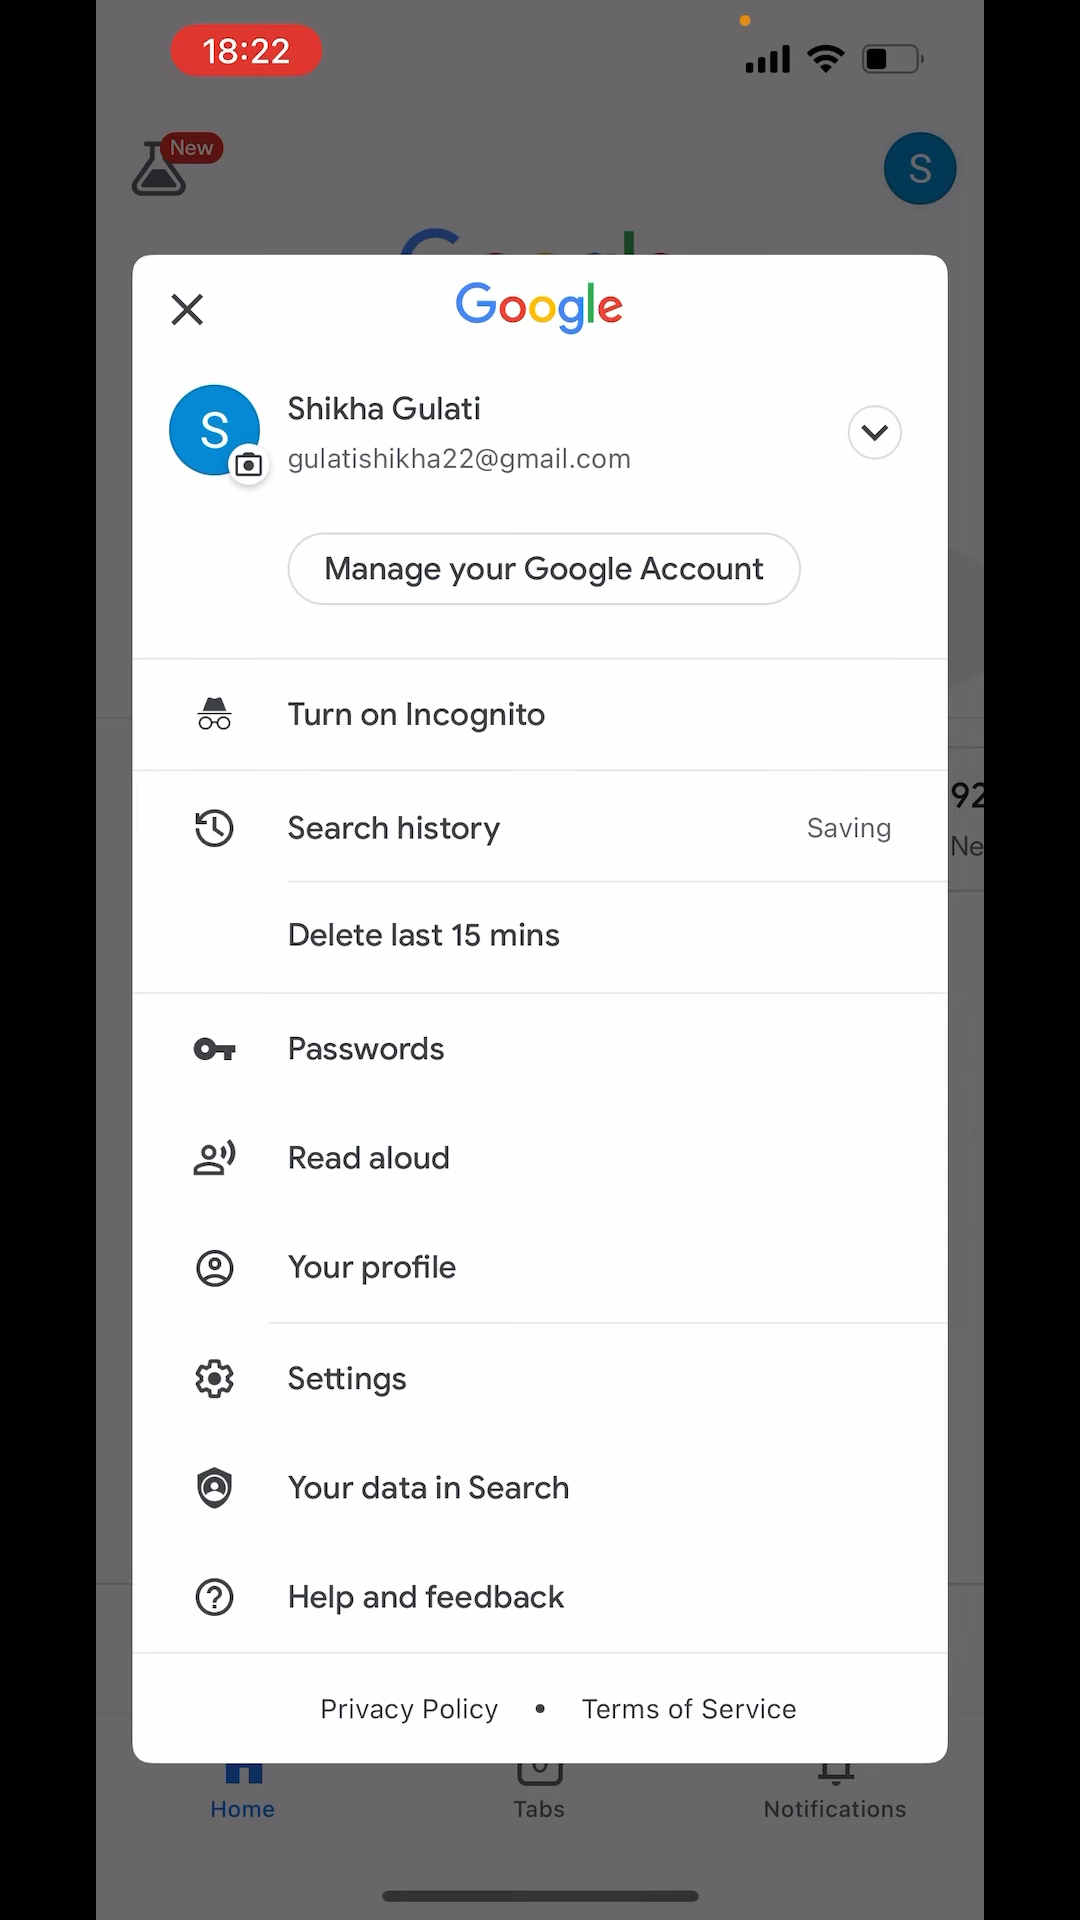 18:22
New
S
Google
S
Shikha Gulati
gulatishikha22@gmail.com
Manage your Google Account
Turn on Incognito
Search history
Saving
92
Ne
Delete last 15 mins
Passwords
Read aloud
Your profile
Settings
Your data in Search
Help and feedback
Privacy Policy • Terms of Service
Home
Tabs
Notifications